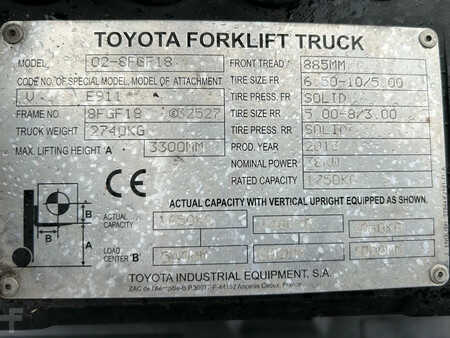 TOYOTA FORKLIFT TRUCK
MODEL 02-8FGF18
FRONT TREAD 885MM
CODE NO OF SPECIAL MODEL, MODEL OF ATTACHMENT
TIRE SIZE FR 6.50-10/5.00
V E911
TIRE PRESS. FR SOLID
FRAME NO. 8FGF18 32527
TIRE SIZE RR 5.00-8/3.00
TRUCK WEIGHT 2740KG
TIRE PRESS. RR SOLID
MAX. LIFTING HEIGHT A 3300MM
PROD. YEAR
NOMINAL POWER
RATED CAPACITY 1750KG
CE
ACTUAL CAPACITY WITH VERTICAL UPRIGHT EQUIPPED AS SHOWN.
B
B
A
ACTUAL CAPACITY
LOAD CENTER 'B'
TOYOTA INDUSTRIAL EQUIPMENT, S.A.
F